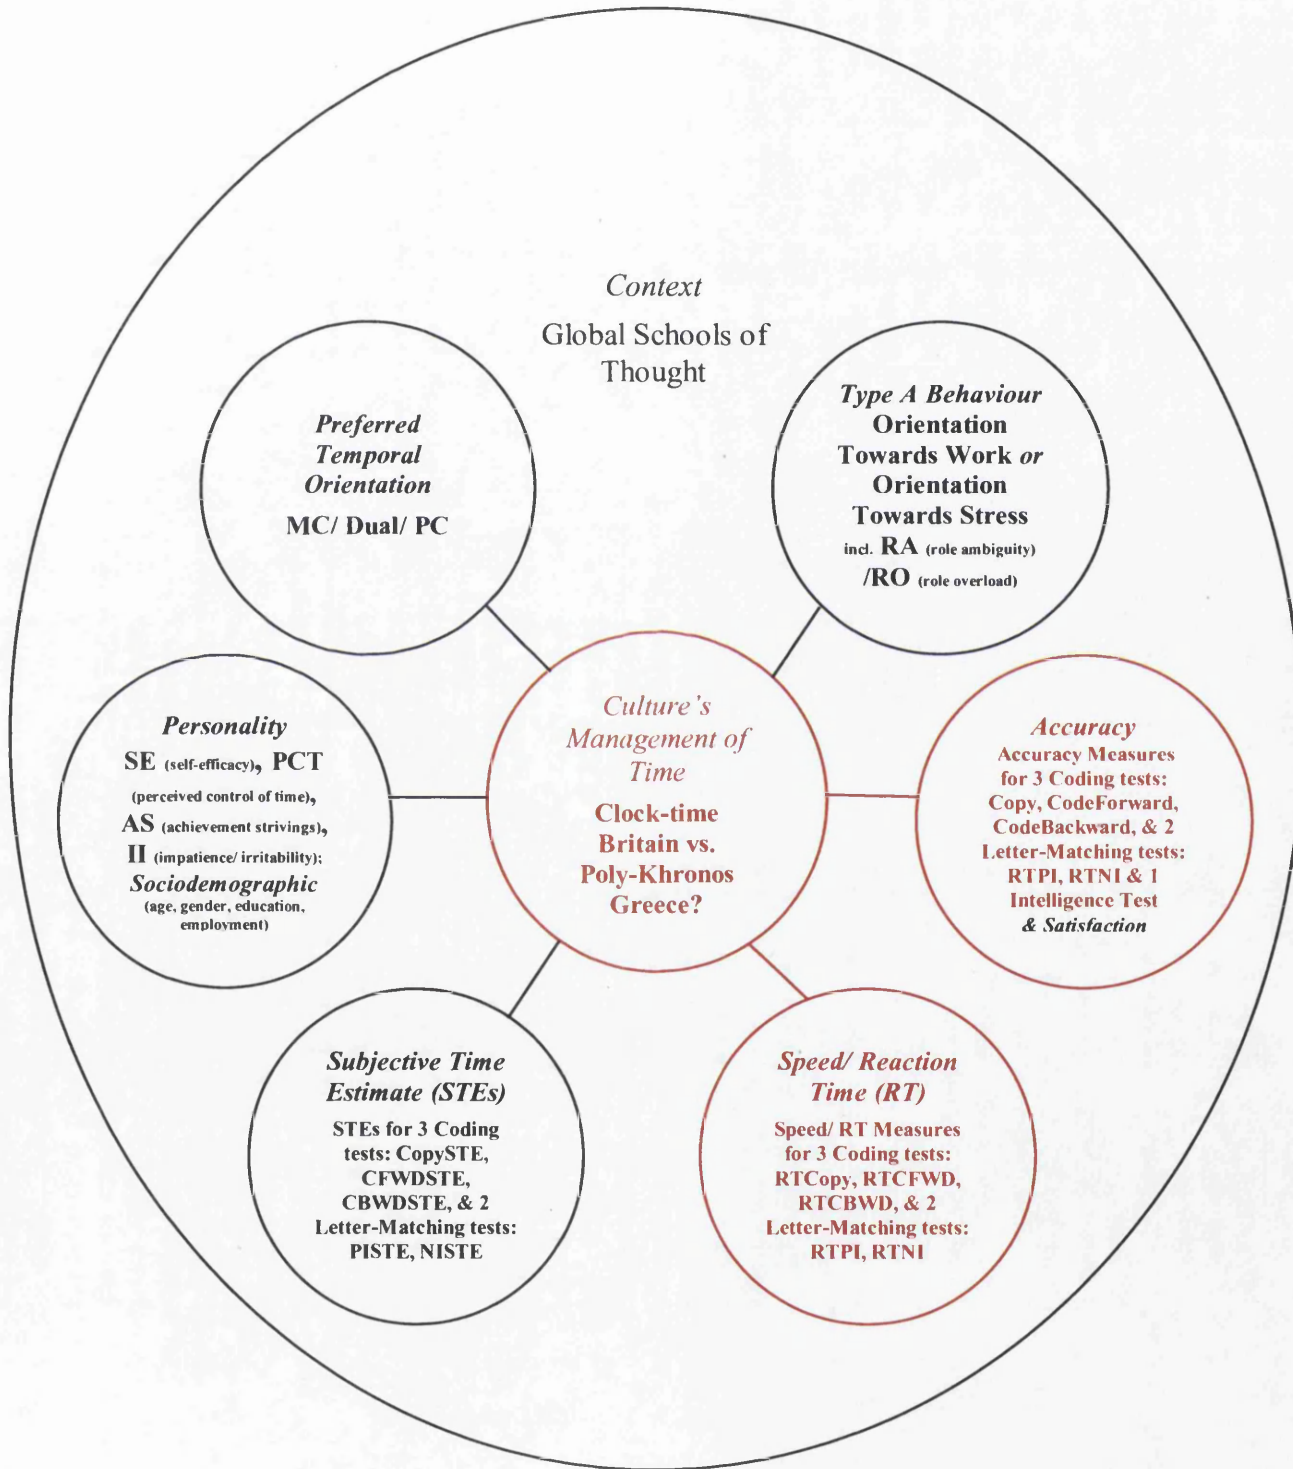 Context
Global Schools of
Thought
Preferred
Temporal
Orientation
MC/ Dual/ PC
Type A Behaviour
Orientation
Towards Work or
Orientation
Towards Stress
incl. RA (role ambiguity)
/RO (role overload)
Personality
SE (self-efficacy), PCT
(perceived control of time),
AS (achievement strivings),
II (impatience/ irritability);
Sociodemographic
(age, gender, education,
employment)
Culture's
Management of
Time
Clock-time
Britain vs.
Poly-Khronos
Greece?
Accuracy
Accuracy Measures
for 3 Coding tests:
Copy, CodeForward,
CodeBackward, & 2
Letter-Matching tests:
RTPI, RTNI & 1
Intelligence Test
& Satisfaction
Subjective Time
Estimate (STEs)
STEs for 3 Coding
tests: CopySTE,
CFWDSTE,
CBWDSTE, & 2
Letter-Matching tests:
PISTE, NISTE
Speed/ Reaction
Time (RT)
Speed/ RT Measures
for 3 Coding tests:
RTCopy, RTCFWD,
RTCBWD, & 2
Letter-Matching tests:
RTPI, RTNI